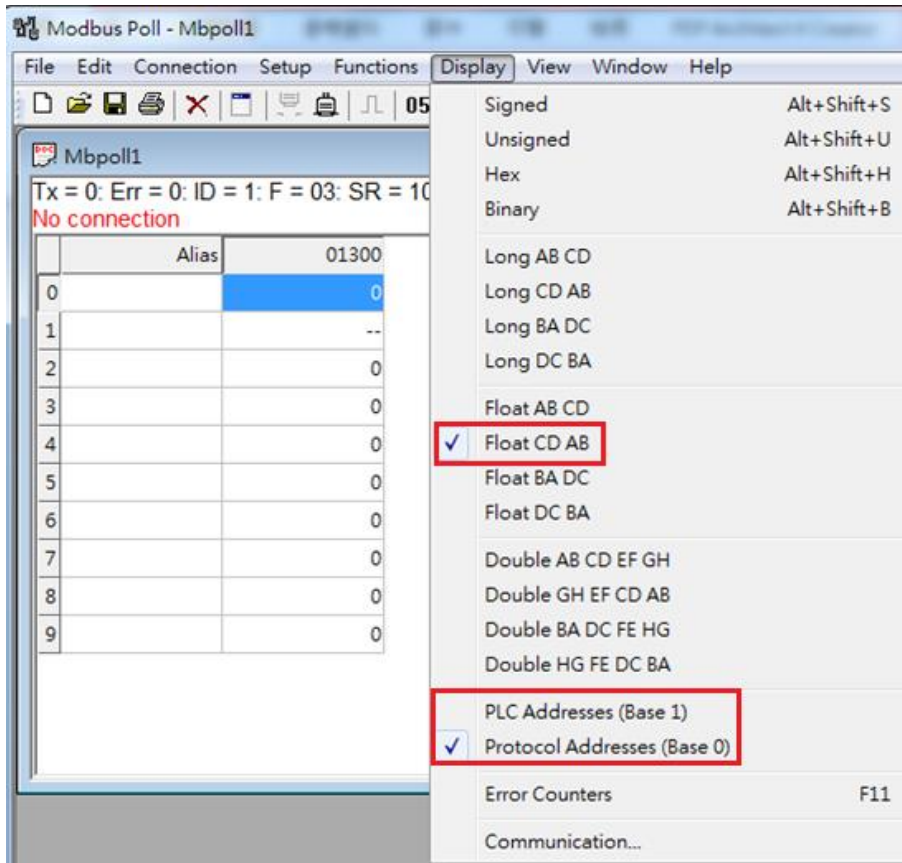 Modbus Poll - Mbpoll1
File Edit Connection Setup Functions Display View Window Help
05
Mbpoll1
Tx = 0: Err = 0: ID = 1: F = 03: SR = 10
No connection
Alias 01300
0 0
1 --
2 0
3 0
4 0
5 0
6 0
7 0
8 0
9 0
Signed Alt+Shift+S
Unsigned Alt+Shift+U
Hex Alt+Shift+H
Binary Alt+Shift+B
Long AB CD
Long CD AB
Long BA DC
Long DC BA
Float AB CD
✓ Float CD AB
Float BA DC
Float DC BA
Double AB CD EF GH
Double GH EF CD AB
Double BA DC FE HG
Double HG FE DC BA
PLC Addresses (Base 1)
✓ Protocol Addresses (Base 0)
Error Counters F11
Communication...